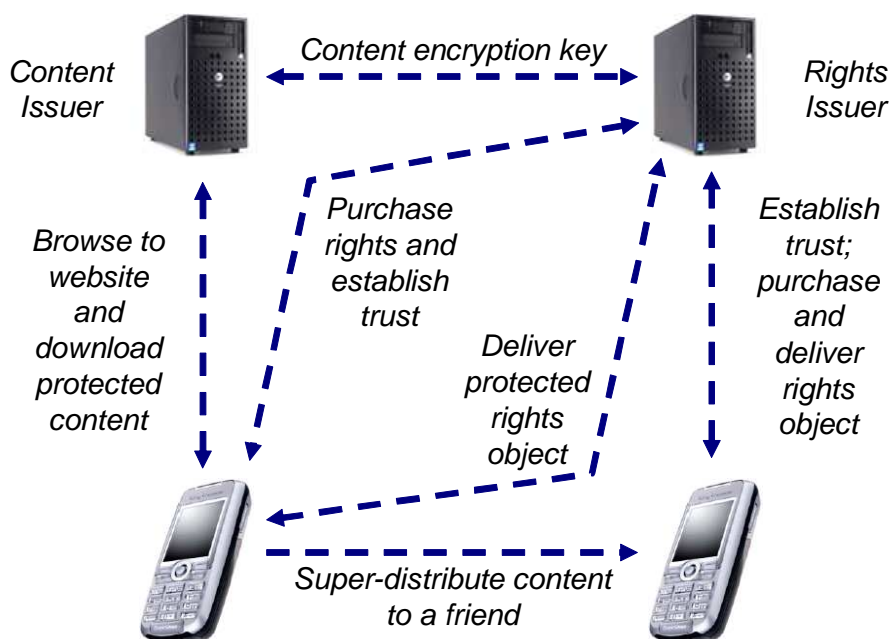 Content encryption key
Content
Issuer
Rights
Issuer
Browse to
website
and
download
protected
content
Purchase
rights and
establish
trust
Deliver
protected
rights
object
Establish
trust;
purchase
and
deliver
rights
object
Super-distribute content
to a friend